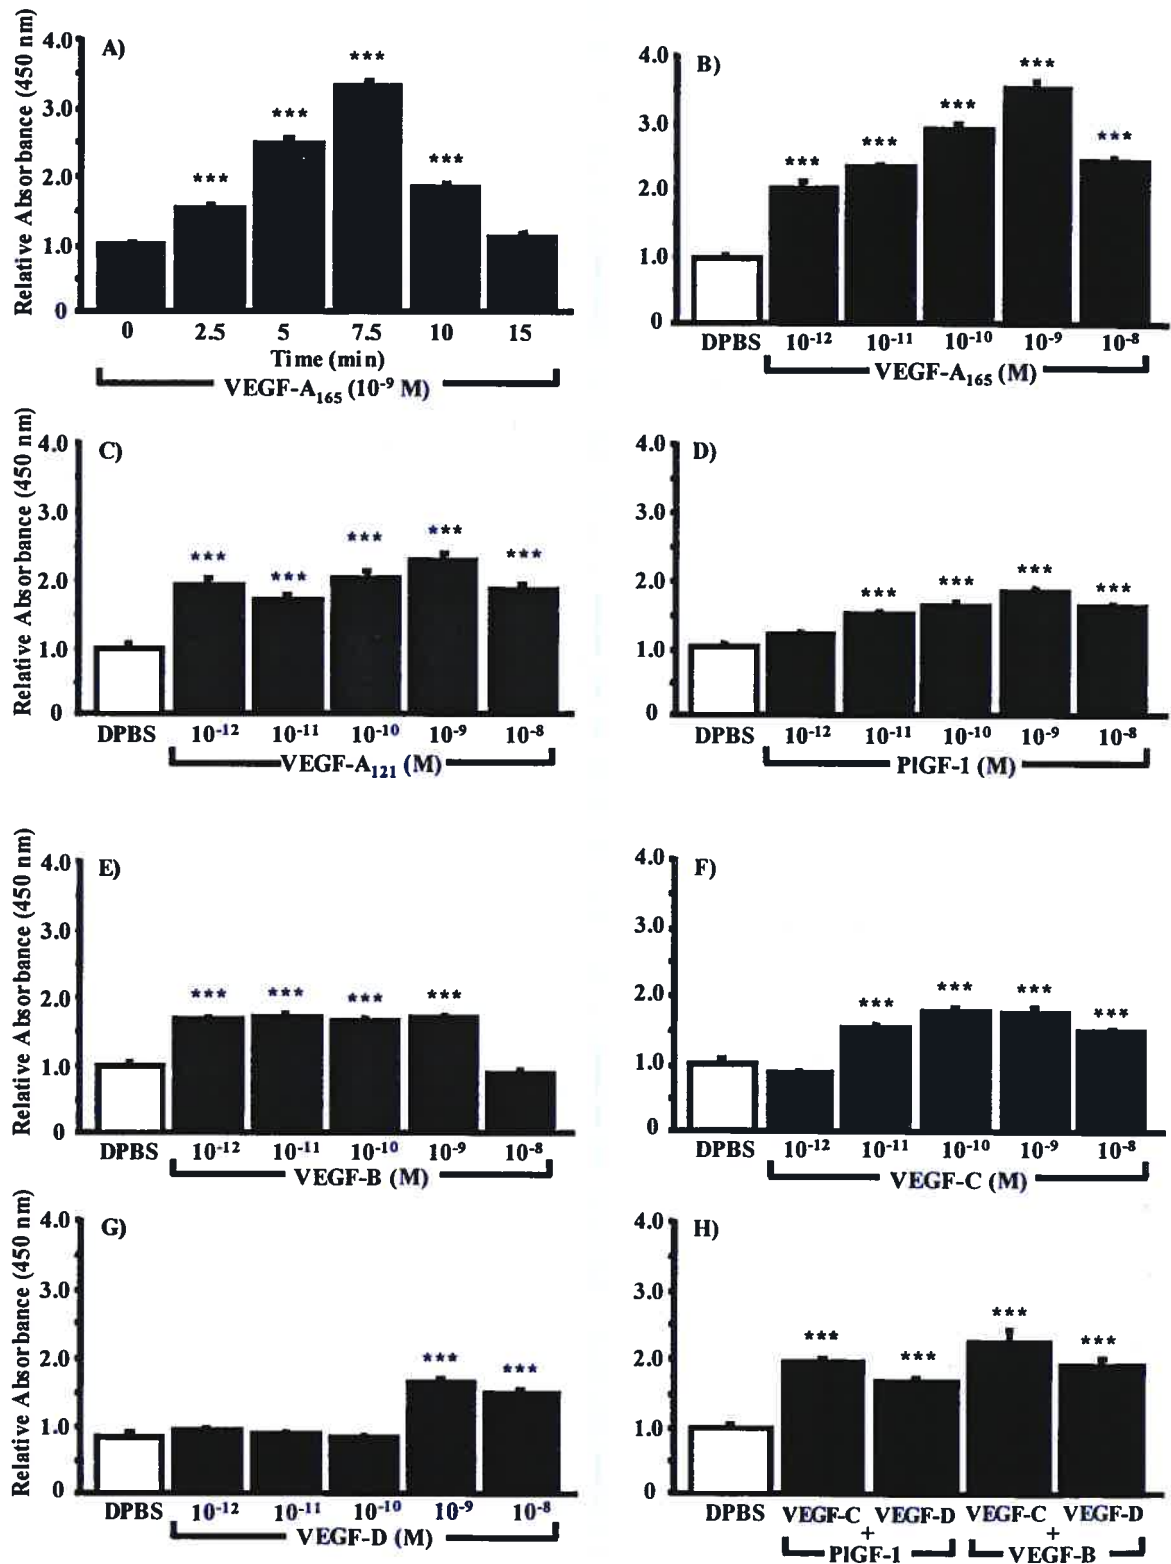 A)
Relative Absorbance (450 nm)
4.0
3.0
2.0
1.0
0
***
***
***
***
0 2.5 5 7.5 10 15
Time (min)
VEGF-A165 (10-9 M)
B)
4.0
3.0
2.0
1.0
0
***
***
***
***
***
DPBS 10-12 10-11 10-10 10-9 10-8
VEGF-A165 (M)
C)
Relative Absorbance (450 nm)
4.0
3.0
2.0
1.0
0
***
***
***
***
***
DPBS 10-12 10-11 10-10 10-9 10-8
VEGF-A121 (M)
D)
4.0
3.0
2.0
1.0
0
***
***
***
***
DPBS 10-12 10-11 10-10 10-9 10-8
PlGF-1 (M)
E)
Relative Absorbance (450 nm)
4.0
3.0
2.0
1.0
0
***
***
***
***
DPBS 10-12 10-11 10-10 10-9 10-8
VEGF-B (M)
F)
4.0
3.0
2.0
1.0
0
***
***
***
***
DPBS 10-12 10-11 10-10 10-9 10-8
VEGF-C (M)
G)
Relative Absorbance (450 nm)
4.0
3.0
2.0
1.0
0
***
***
DPBS 10-12 10-11 10-10 10-9 10-8
VEGF-D (M)
H)
4.0
3.0
2.0
1.0
0
***
***
***
***
DPBS VEGF-C VEGF-D VEGF-C VEGF-D
+ +
PlGF-1 VEGF-B